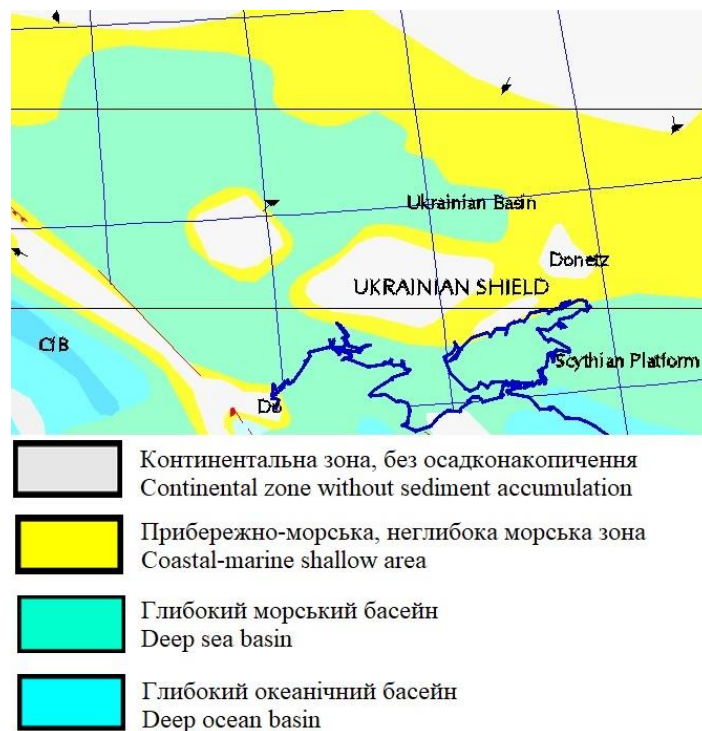 Ukrainian Basin
Donetz
UKRAINIAN SHIELD
CfB
Scythian Platform
DB
Континентальна зона, без осадконакопичення
Continental zone without sediment accumulation
Прибережно-морська, неглибока морська зона
Coastal-marine shallow area
Глибокий морський басейн
Deep sea basin
Глибокий океанічний басейн
Deep ocean basin